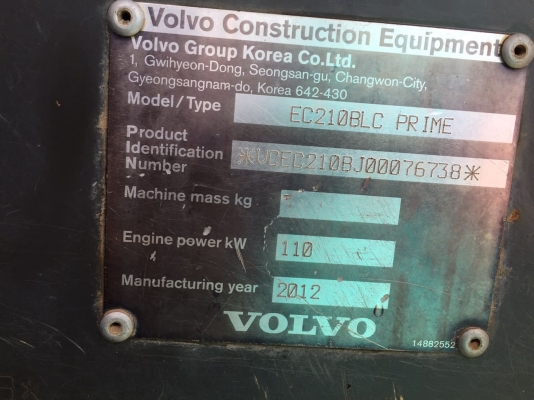 Volvo Construction Equipment
Volvo Group Korea Co.Ltd.
1, Gwihyeon-Dong, Seongsan-gu, Changwon-City,
Gyeongsangnam-do, Korea 642-430
Model/Type EC210BLC PRIME
Product
Identification
Number *VCEC210BJ00076738*
Machine mass kg
Engine power kW 110
Manufacturing year 2012
VOLVO
14882552